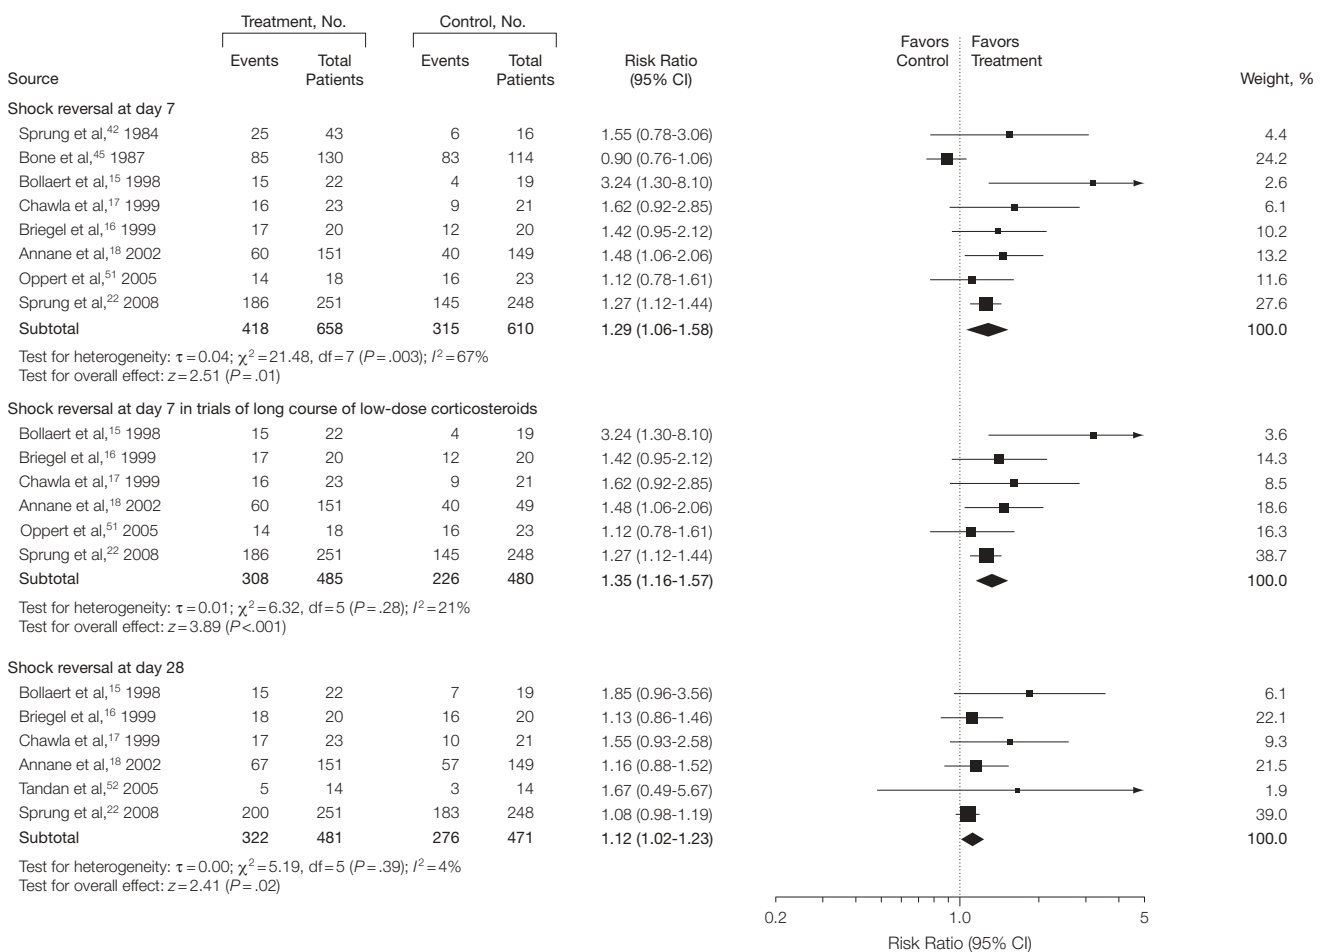 Treatment, No. Control, No.
Source Events Total Patients Events Total Patients Risk Ratio (95% CI) Favors Control Favors Treatment Weight, %
Shock reversal at day 7
Sprung et al,42 1984 25 43 6 16 1.55 (0.78-3.06) 4.4
Bone et al,45 1987 85 130 83 114 0.90 (0.76-1.06) 24.2
Bollaert et al,15 1998 15 22 4 19 3.24 (1.30-8.10) 2.6
Chawla et al,17 1999 16 23 9 21 1.62 (0.92-2.85) 6.1
Briegel et al,16 1999 17 20 12 20 1.42 (0.95-2.12) 10.2
Annane et al,18 2002 60 151 40 149 1.48 (1.06-2.06) 13.2
Oppert et al,51 2005 14 18 16 23 1.12 (0.78-1.61) 11.6
Sprung et al,22 2008 186 251 145 248 1.27 (1.12-1.44) 27.6
Subtotal 418 658 315 610 1.29 (1.06-1.58) 100.0
Test for heterogeneity: τ=0.04; χ2=21.48, df=7 (P=.003); I2=67%
Test for overall effect: z=2.51 (P=.01)
Shock reversal at day 7 in trials of long course of low-dose corticosteroids
Bollaert et al,15 1998 15 22 4 19 3.24 (1.30-8.10) 3.6
Briegel et al,16 1999 17 20 12 20 1.42 (0.95-2.12) 14.3
Chawla et al,17 1999 16 23 9 21 1.62 (0.92-2.85) 8.5
Annane et al,18 2002 60 151 40 49 1.48 (1.06-2.06) 18.6
Oppert et al,51 2005 14 18 16 23 1.12 (0.78-1.61) 16.3
Sprung et al,22 2008 186 251 145 248 1.27 (1.12-1.44) 38.7
Subtotal 308 485 226 480 1.35 (1.16-1.57) 100.0
Test for heterogeneity: τ=0.01; χ2=6.32, df=5 (P=.28); I2=21%
Test for overall effect: z=3.89 (P<.001)
Shock reversal at day 28
Bollaert et al,15 1998 15 22 7 19 1.85 (0.96-3.56) 6.1
Briegel et al,16 1999 18 20 16 20 1.13 (0.86-1.46) 22.1
Chawla et al,17 1999 17 23 10 21 1.55 (0.93-2.58) 9.3
Annane et al,18 2002 67 151 57 149 1.16 (0.88-1.52) 21.5
Tandan et al,52 2005 5 14 3 14 1.67 (0.49-5.67) 1.9
Sprung et al,22 2008 200 251 183 248 1.08 (0.98-1.19) 39.0
Subtotal 322 481 276 471 1.12 (1.02-1.23) 100.0
Test for heterogeneity: τ=0.00; χ2=5.19, df=5 (P=.39); I2=4%
Test for overall effect: z=2.41 (P=.02)
0.2 1.0 5
Risk Ratio (95% CI)